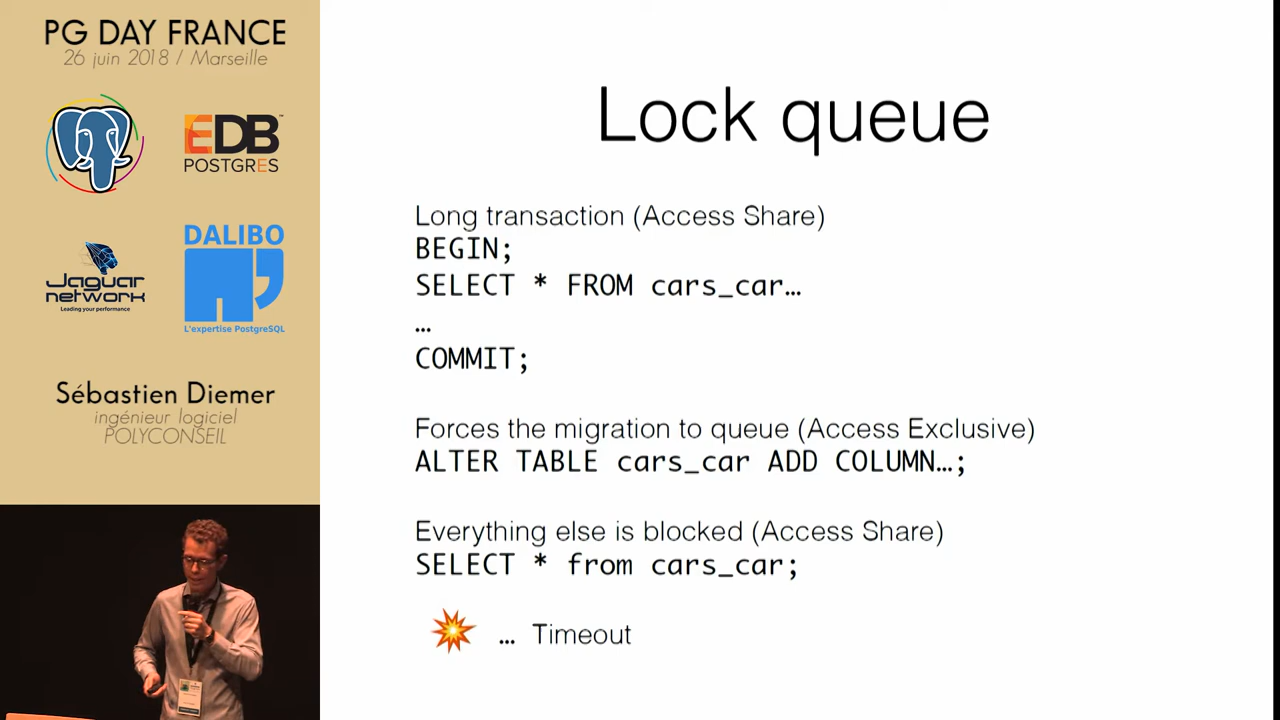 PG DAY FRANCE
26 juin 2018 / Marseille
EDB™
POSTGRES
Jaguar
network
Leading your performance
DALIBO
L'expertise PostgreSQL
Sébastien Diemer
ingénieur logiciel
POLYCONSEIL
Lock queue
Long transaction (Access Share)
BEGIN;
SELECT * FROM cars_car…
…
COMMIT;
Forces the migration to queue (Access Exclusive)
ALTER TABLE cars_car ADD COLUMN…;
Everything else is blocked (Access Share)
SELECT * from cars_car;
… Timeout